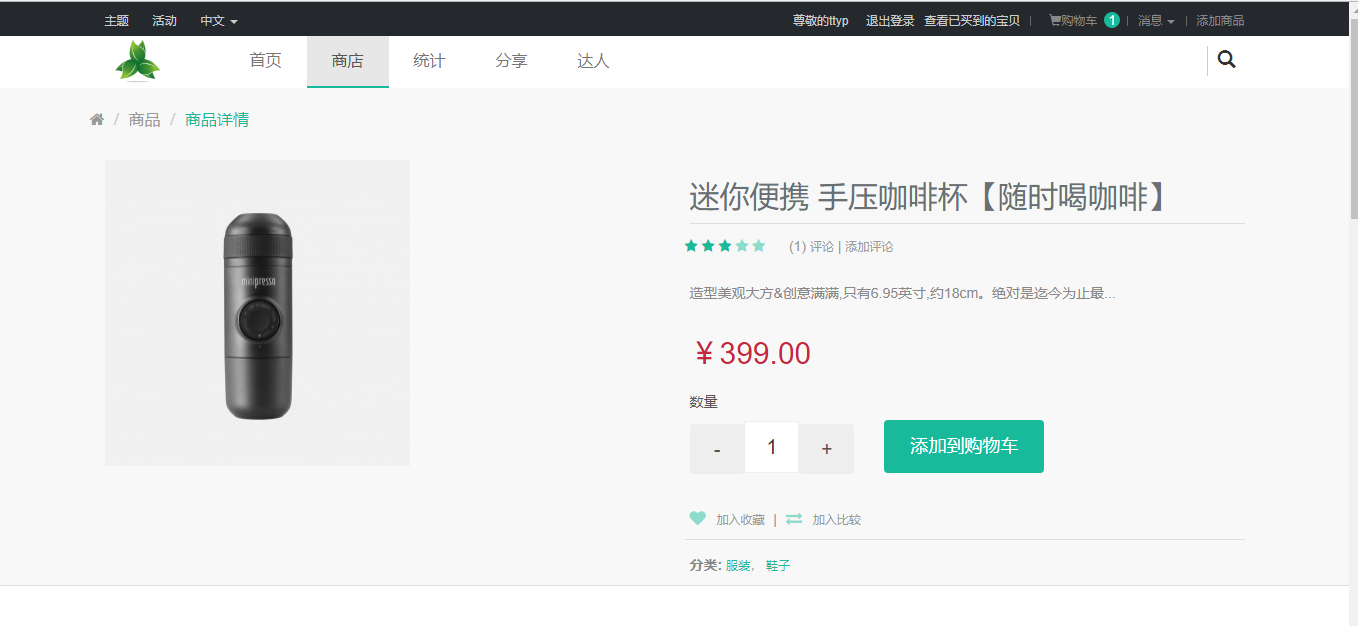 主题 活动 中文 尊敬的ttyp 退出登录 查看已买到的宝贝 | 购物车 1 | 消息 | 添加商品
首页 商店 统计 分享 达人
/ 商品 / 商品详情
迷你便携 手压咖啡杯【随时喝咖啡】
(1) 评论 | 添加评论
minipresso
造型美观大方&创意满满,只有6.95英寸,约18cm。绝对是迄今为止最...
￥399.00
数量
- 1 + 添加到购物车
加入收藏 | 加入比较
分类: 服装, 鞋子